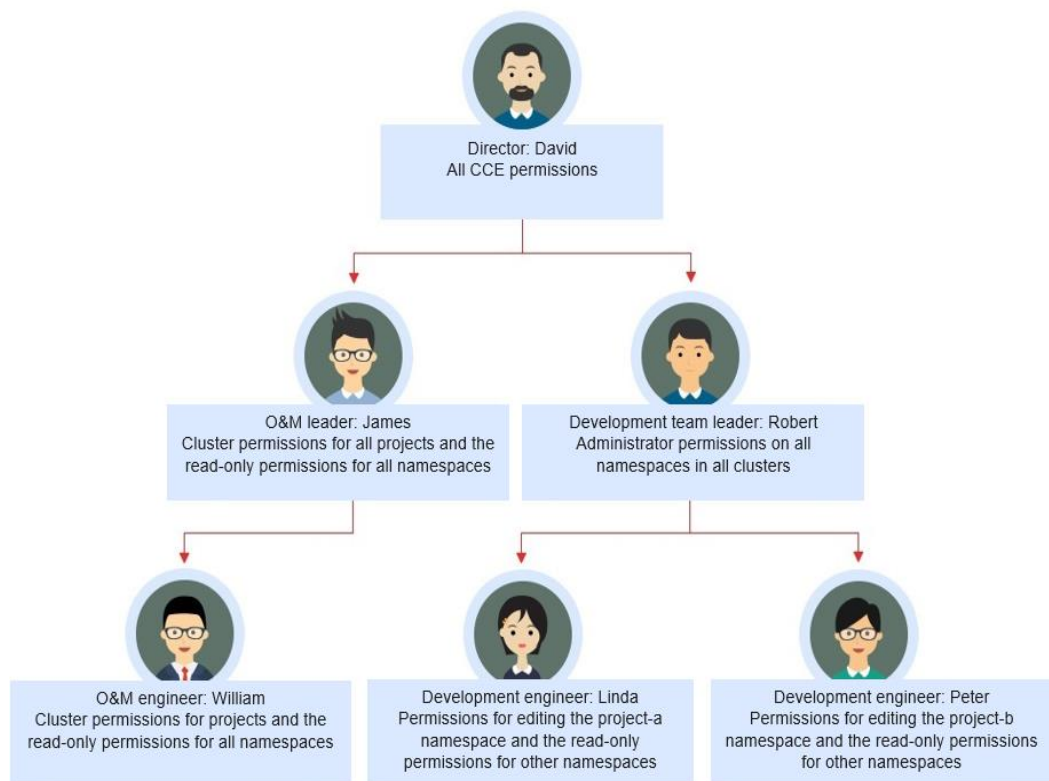 Director: David
All CCE permissions
O&M leader: James
Cluster permissions for all projects and the
read-only permissions for all namespaces
Development team leader: Robert
Administrator permissions on all
namespaces in all clusters
O&M engineer: William
Cluster permissions for projects and the
read-only permissions for all namespaces
Development engineer: Linda
Permissions for editing the project-a
namespace and the read-only
permissions for other namespaces
Development engineer: Peter
Permissions for editing the project-b
namespace and the read-only permissions
for other namespaces